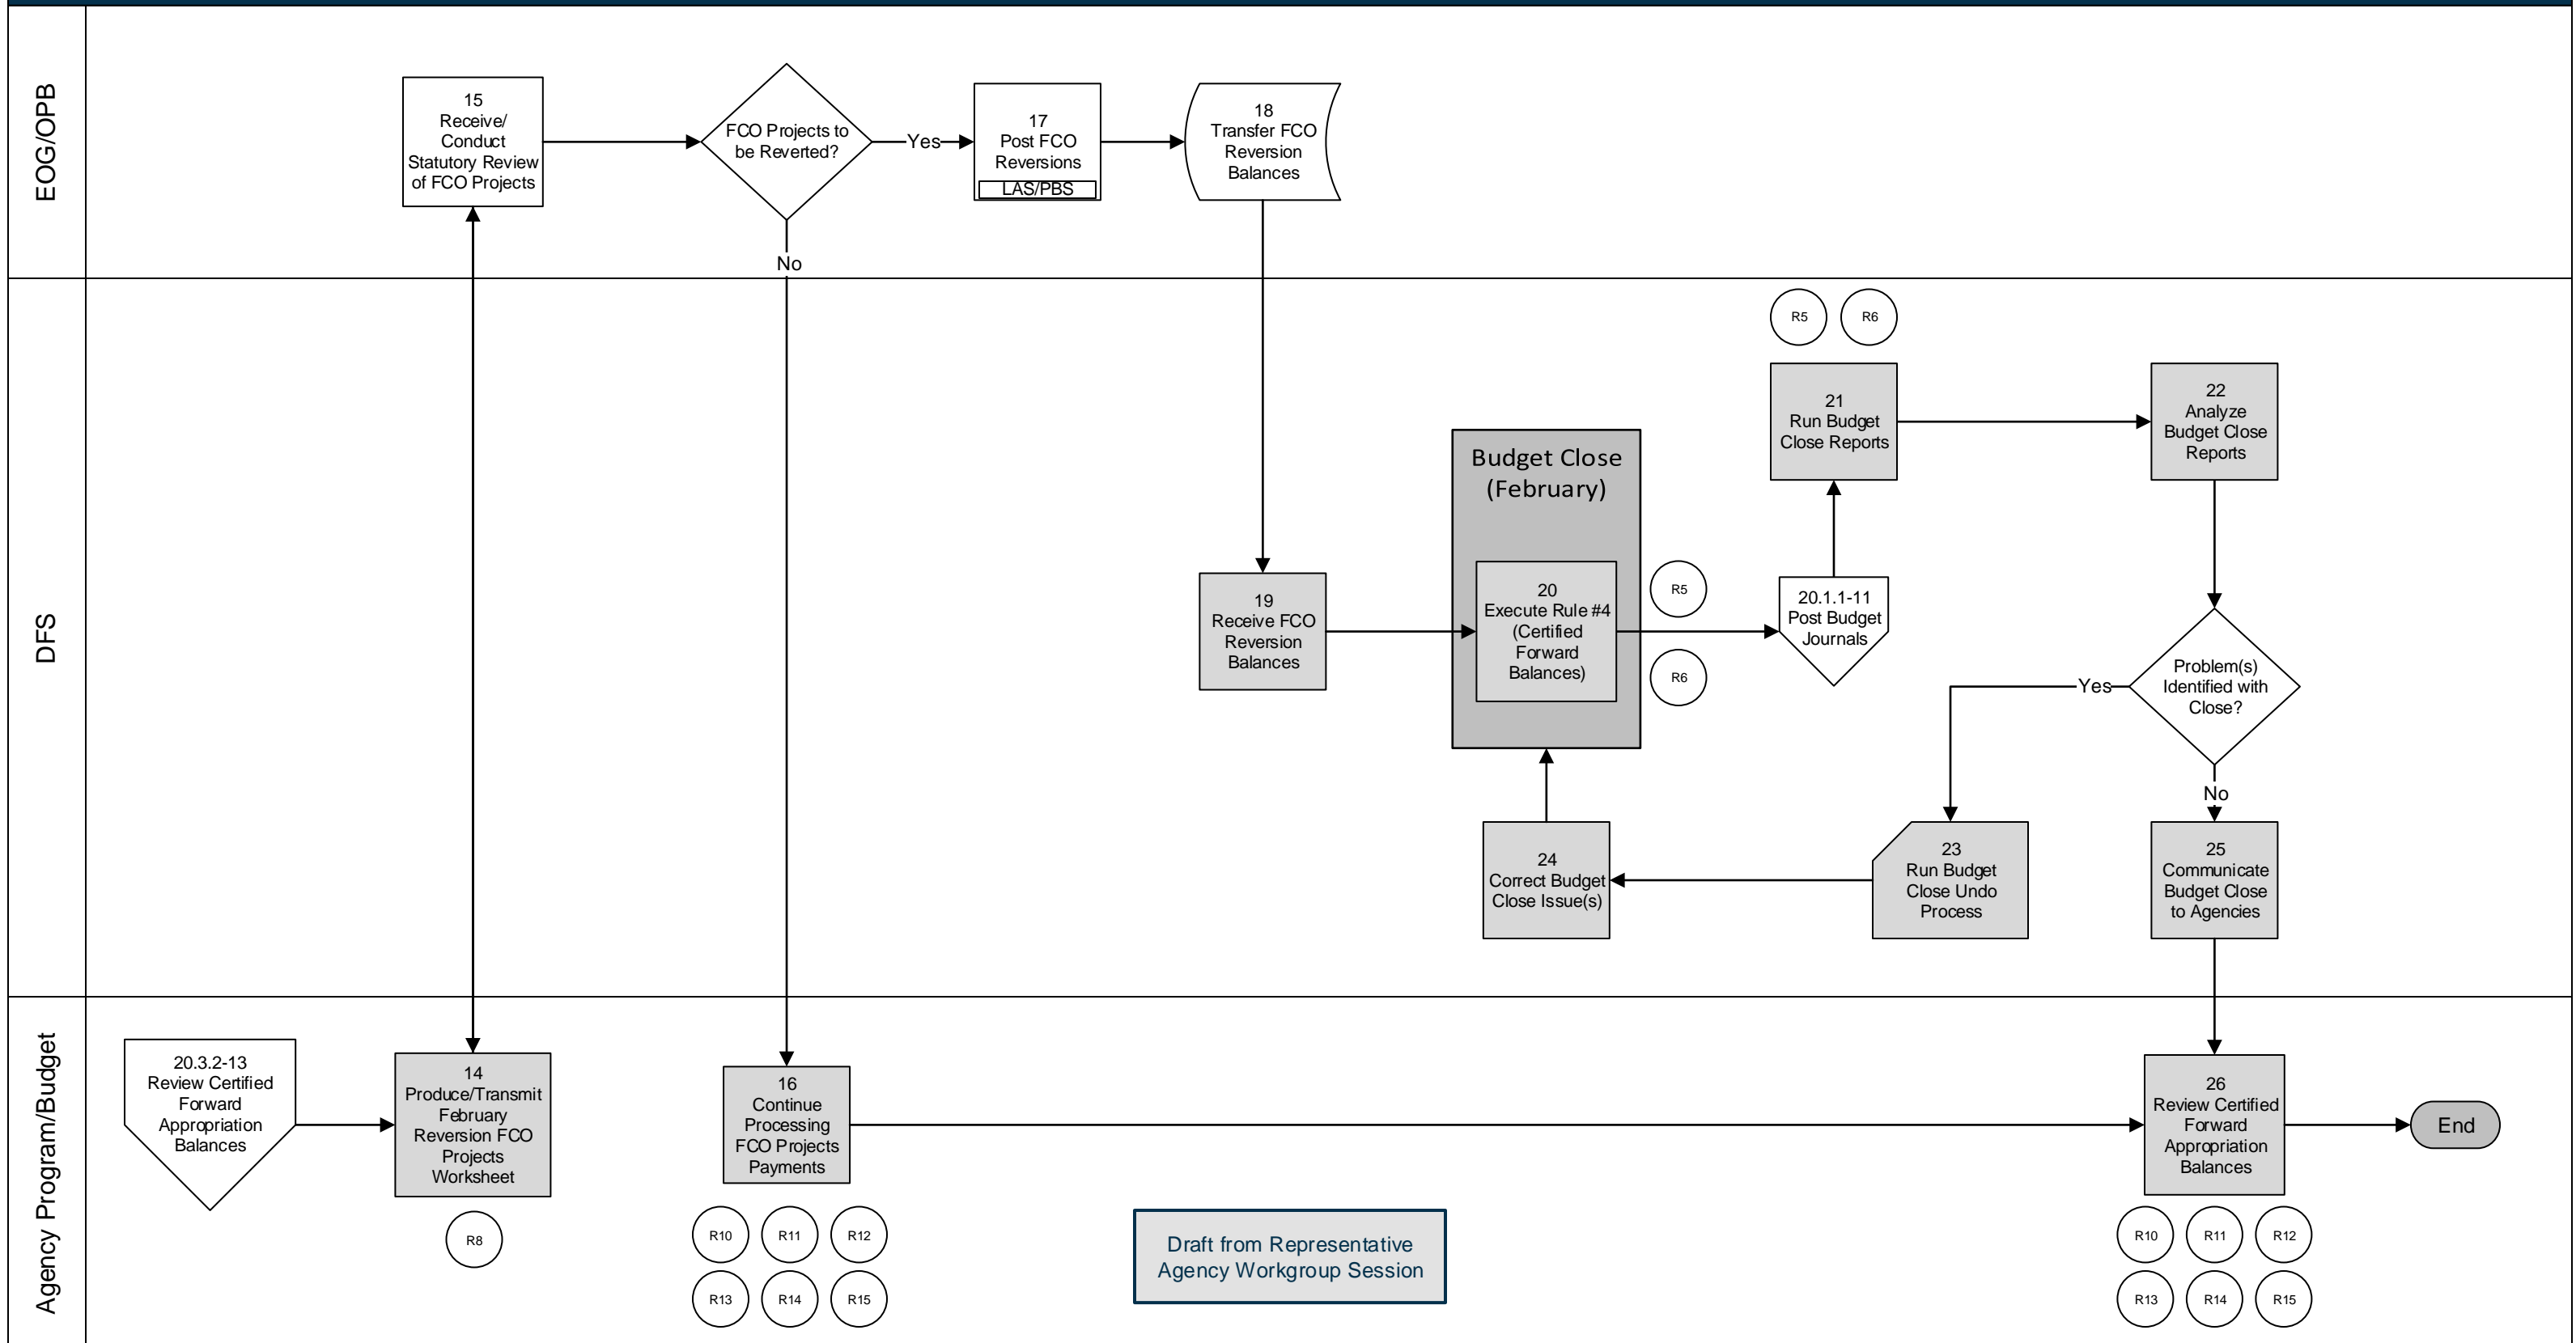 EOG/OPB
15
Receive/
Conduct
Statutory Review
of FCO Projects
FCO Projects to
be Reverted?
Yes
No
17
Post FCO
Reversions
LAS/PBS
18
Transfer FCO
Reversion
Balances
DFS
19
Receive FCO
Reversion
Balances
Budget Close
(February)
20
Execute Rule #4
(Certified
Forward
Balances)
R5
R6
20.1.1-11
Post Budget
Journals
R5
R6
21
Run Budget
Close Reports
22
Analyze
Budget Close
Reports
Problem(s)
Identified with
Close?
Yes
No
23
Run Budget
Close Undo
Process
24
Correct Budget
Close Issue(s)
25
Communicate
Budget Close
to Agencies
Agency Program/Budget
20.3.2-13
Review Certified
Forward
Appropriation
Balances
14
Produce/Transmit
February
Reversion FCO
Projects
Worksheet
R8
16
Continue
Processing
FCO Projects
Payments
R10
R11
R12
R13
R14
R15
Draft from Representative
Agency Workgroup Session
26
Review Certified
Forward
Appropriation
Balances
R10
R11
R12
R13
R14
R15
End